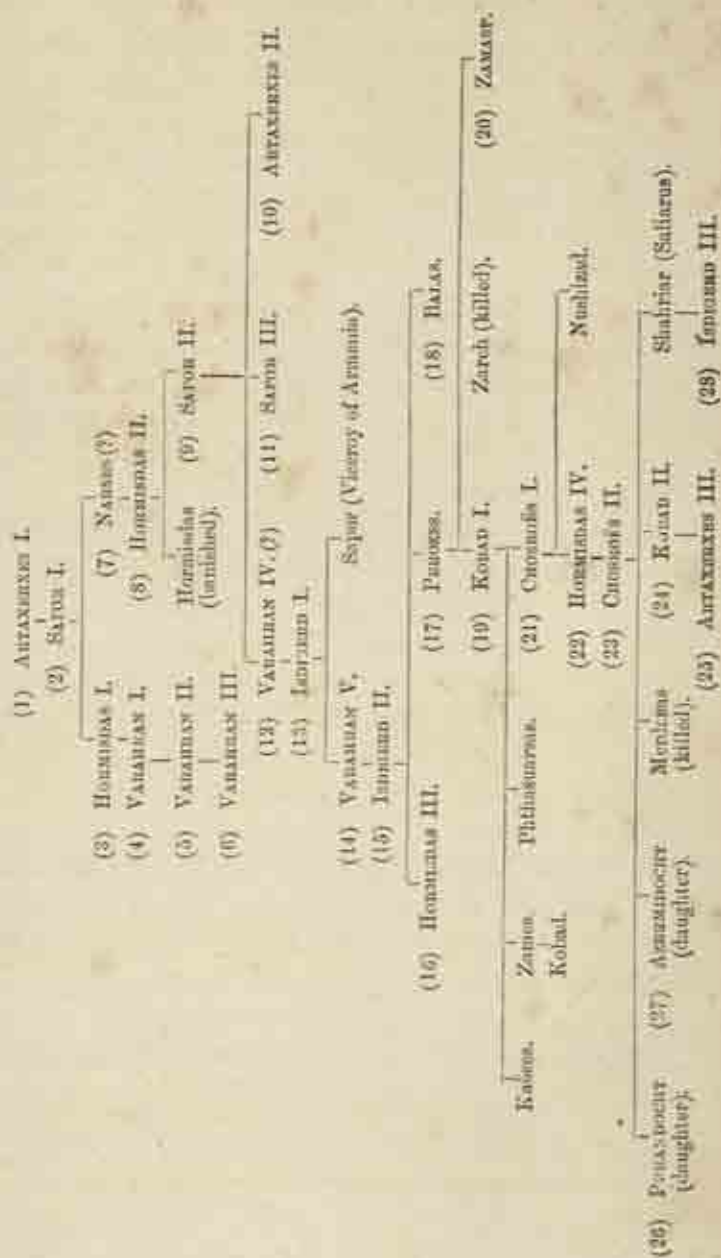 (1) ARTAXERXES I.
(2) SAPOR I.
(3) HORMISDAS I.
(7) NARSES (?)
(4) VARAHRAN I.
(8) HORMISDAS II.
(5) VARAHRAN II.
Hormisdas (banished).
(9) SAPOR II.
(6) VARAHRAN III.
(12) VARAHRAN IV. (?)
(11) SAPOR III.
(10) ARTAXERXES II.
(13) ISDIGERD I.
(14) VARAHRAN V.
Sapor (Viceroy of Armenia).
(15) ISDIGERD II.
(16) HORMISDAS III.
(17) PEROZES.
(18) BALAS.
(19) KOBAD I.
Zareh (killed).
(20) ZAMASP.
Kaoses.
Zames.
Phthasuarsas.
(21) CHOSROËS I.
Kobad.
(22) HORMISDAS IV.
Nushizad.
(23) CHOSROËS II.
(26) PURANDOCHT
(daughter).
(27) AZERMIDOCHT
(daughter).
Merdasas
(killed).
(24) KOBAD II.
Shahriar (Saliarus).
(25) ARTAXERXES III.
(28) ISDIGERD III.